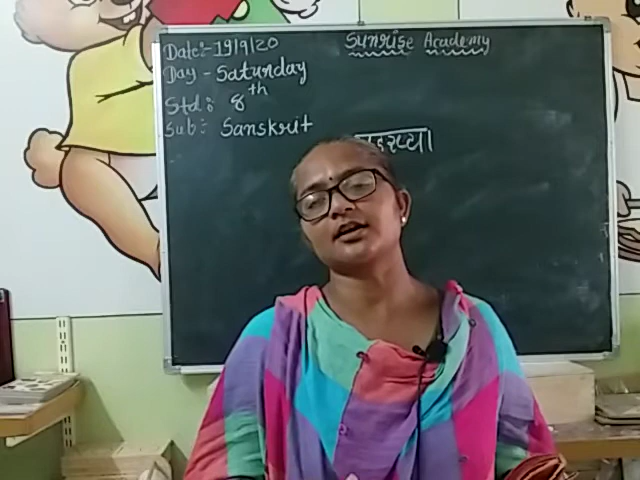 Date:-19/9/20
Sunrise Academy
Day - Saturday
Std: 8th
Sub: Sanskrit